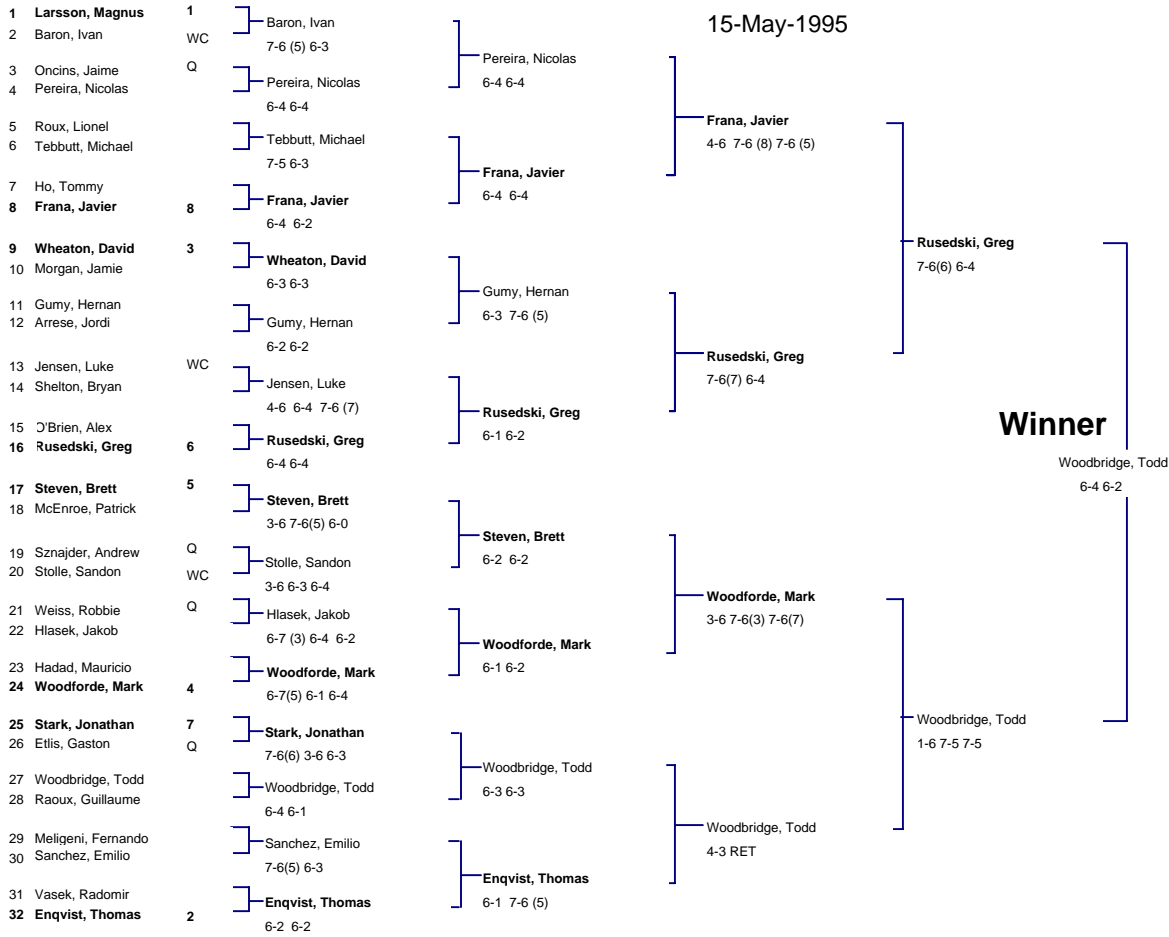 15-May-1995
1 Larsson, Magnus 1
2 Baron, Ivan WC
3 Oncins, Jaime Q
4 Pereira, Nicolas
5 Roux, Lionel
6 Tebbutt, Michael
7 Ho, Tommy
8 Frana, Javier 8
9 Wheaton, David 3
10 Morgan, Jamie
11 Gumy, Hernan
12 Arrese, Jordi
13 Jensen, Luke WC
14 Shelton, Bryan
15 O'Brien, Alex
16 Rusedski, Greg 6
17 Steven, Brett 5
18 McEnroe, Patrick
19 Sznajder, Andrew Q
20 Stolle, Sandon WC
21 Weiss, Robbie Q
22 Hlasek, Jakob
23 Hadad, Mauricio
24 Woodforde, Mark 4
25 Stark, Jonathan 7
26 Etlis, Gaston Q
27 Woodbridge, Todd
28 Raoux, Guillaume
29 Meligeni, Fernando
30 Sanchez, Emilio
31 Vasek, Radomir
32 Enqvist, Thomas 2
Baron, Ivan
7-6 (5) 6-3
Pereira, Nicolas
6-4 6-4
Tebbutt, Michael
7-5 6-3
Frana, Javier
6-4 6-2
Wheaton, David
6-3 6-3
Gumy, Hernan
6-2 6-2
Jensen, Luke
4-6 6-4 7-6 (7)
Rusedski, Greg
6-4 6-4
Steven, Brett
3-6 7-6(5) 6-0
Stolle, Sandon
3-6 6-3 6-4
Hlasek, Jakob
6-7 (3) 6-4 6-2
Woodforde, Mark
6-7(5) 6-1 6-4
Stark, Jonathan
7-6(6) 3-6 6-3
Woodbridge, Todd
6-4 6-1
Sanchez, Emilio
7-6(5) 6-3
Enqvist, Thomas
6-2 6-2
Pereira, Nicolas
6-4 6-4
Frana, Javier
6-4 6-4
Gumy, Hernan
6-3 7-6 (5)
Rusedski, Greg
6-1 6-2
Steven, Brett
6-2 6-2
Woodforde, Mark
6-1 6-2
Woodbridge, Todd
6-3 6-3
Enqvist, Thomas
6-1 7-6 (5)
Frana, Javier
4-6 7-6 (8) 7-6 (5)
Rusedski, Greg
7-6(7) 6-4
Woodforde, Mark
3-6 7-6(3) 7-6(7)
Woodbridge, Todd
4-3 RET
Rusedski, Greg
7-6(6) 6-4
Woodbridge, Todd
1-6 7-5 7-5
Winner
Woodbridge, Todd
6-4 6-2